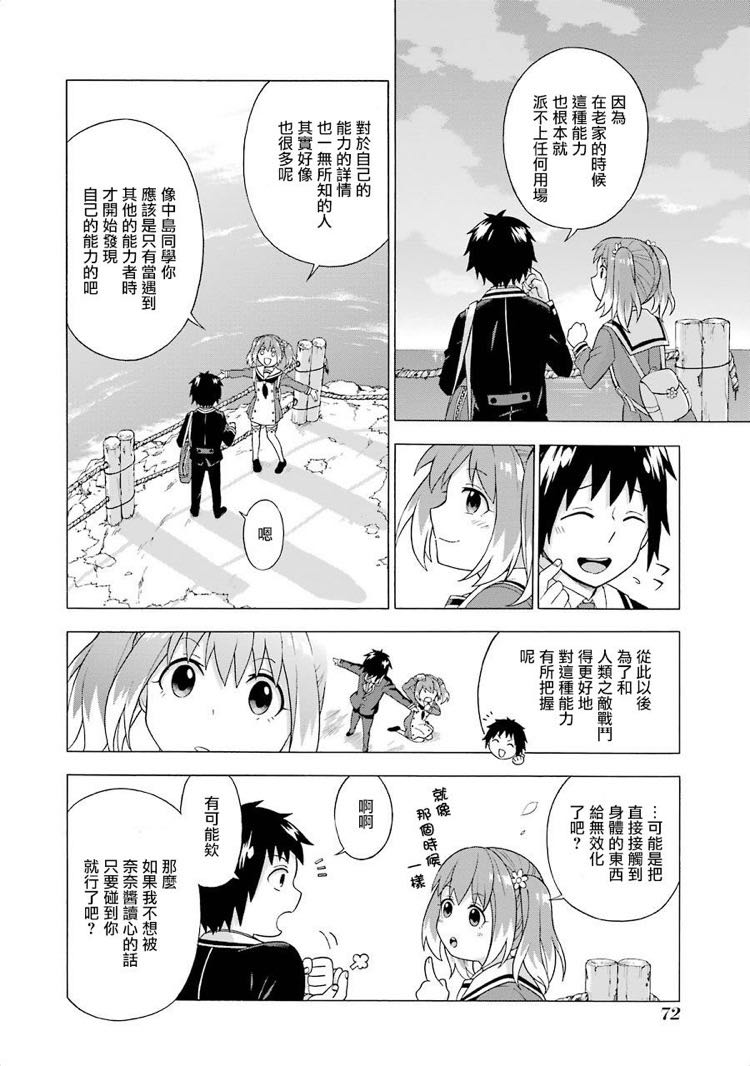 因為
在老家的時候
這種能力
也根本就
派不上任何用場
對於自己的
能力的詳情
也一無所知的人
其實好像
也很多呢
像中島同學你
應該是只有當遇到
其他的能力者時
才開始發現
自己的能力的吧
嗯
從此以後
為了和
人類之敵戰鬥
得更好地
對這種能力
有所把握
呢
…可能是把
直接接觸到
身體的東西
給無效化
了吧?
就像
那個時候
一樣
啊啊
有可能欸
那麼
如果我不想被
奈奈醬讀心的話
只要碰到你
就行了吧?
72